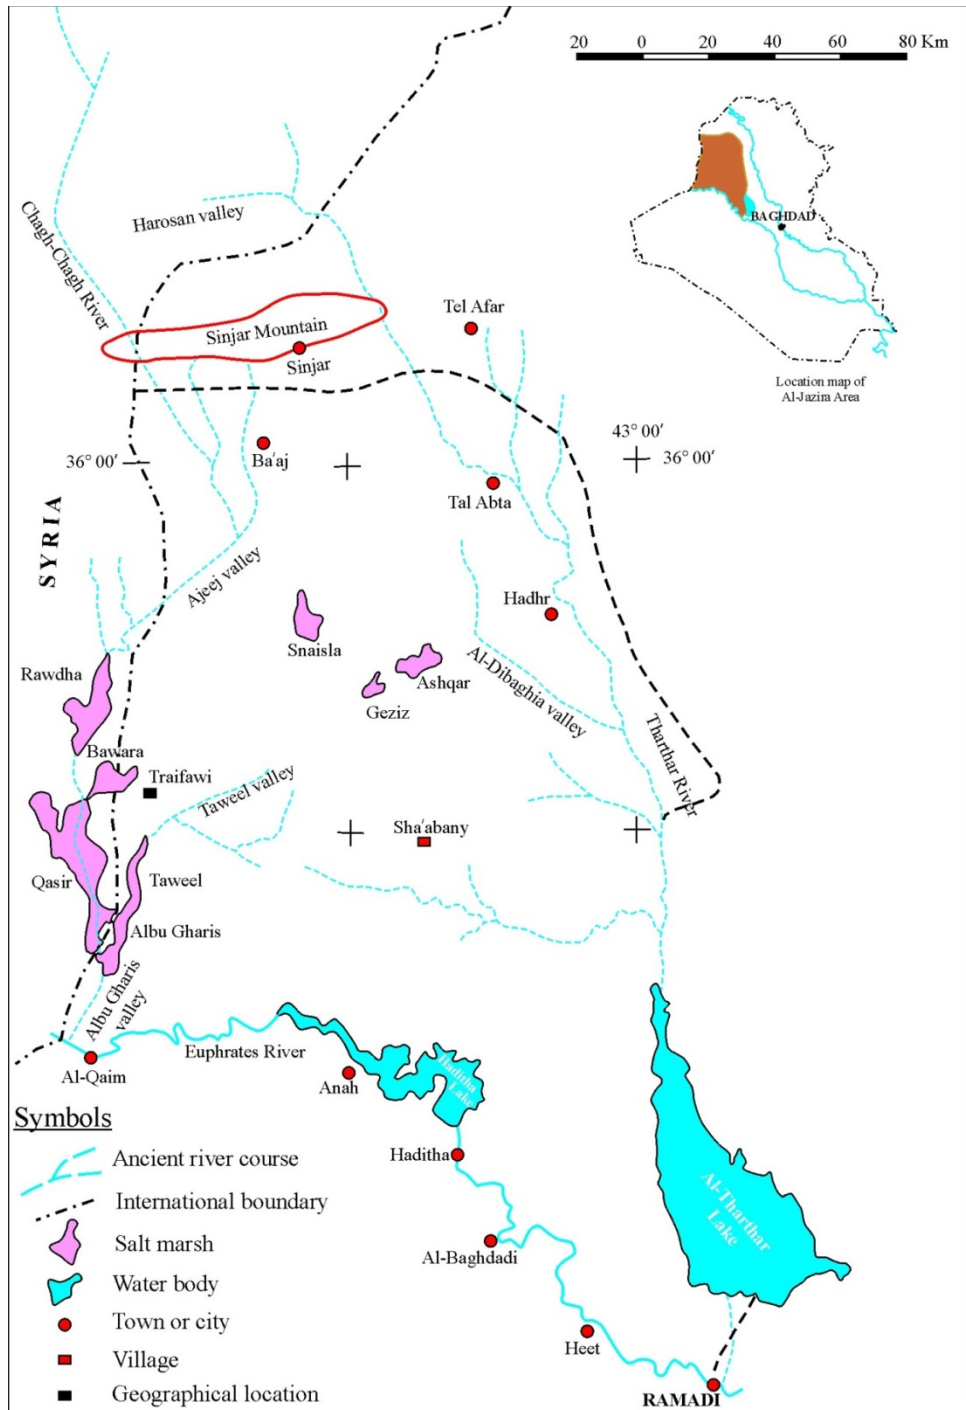 20 0 20 40 60 80 Km
BAGHDAD
Location map of
Al-Jazira Area
Harosan valley
Chagh-Chagh River
Tel Afar
Sinjar Mountain
Sinjar
43° 00′
36° 00′
36° 00′
Ba'aj
Tal Abta
SYRIA
Ajeej valley
Hadhr
Snaisla
Ashqar
Geziz
Al-Dibaghia valley
Rawdha
Bawara
Traifawi
Taweel valley
Tharthar River
Sha'abany
Qasir
Taweel
Albu Gharis
Albu Gharis
valley
Euphrates River
Al-Qaim
Anah
Haditha
Lake
Symbols
Ancient river course
International boundary
Salt marsh
Water body
Town or city
Village
Geographical location
Haditha
Al-Baghdadi
Al-Tharthar
Lake
Heet
RAMADI